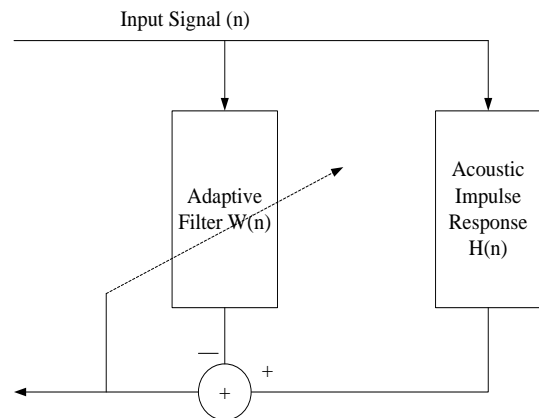 Input Signal (n)
Adaptive
Filter W(n)
Acoustic
Impulse
Response
H(n)
—
+
+